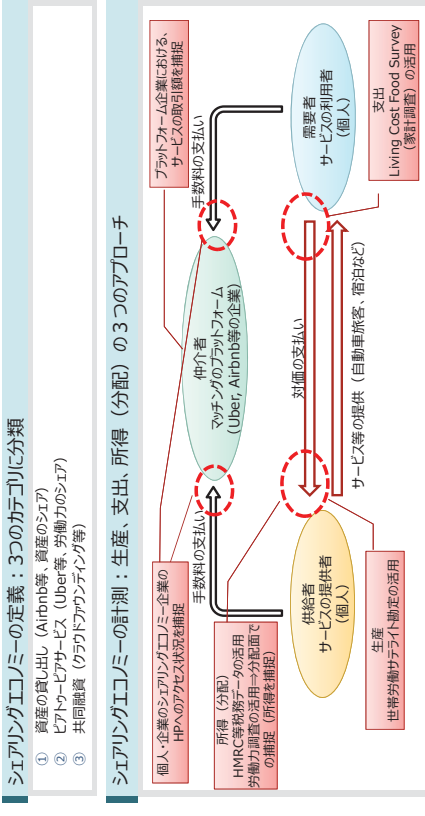 シェアリングエコノミーの定義：3つのカテゴリに分類
① 資産の貸し出し（Airbnb等、資産のシェア）
② ピアトゥーピアサービス（Uber等、労働力のシェア）
③ 共同融資（クラウドファウンディング等）
シェアリングエコノミーの計測：生産、支出、所得（分配）の３つのアプローチ
個人・企業のシェアリングエコノミー企業の
HPへのアクセス状況を捕捉
プラットフォーム企業における、
サービスの取引額を捕捉
手数料の支払い
仲介者
マッチングのプラットフォーム
（Uber, Airbnb等の企業）
手数料の支払い
所得（分配）
HMRC等税務データの活用
労働力調査の活用⇒分配面で
の捕捉（所得を捕捉）
供給者
サービスの提供者
（個人）
対価の支払い
サービス等の提供（自動車旅客、宿泊など）
需要者
サービスの利用者
（個人）
生産
世帯労働サテライト勘定の活用
支出
Living Cost Food Survey
（家計調査）の活用